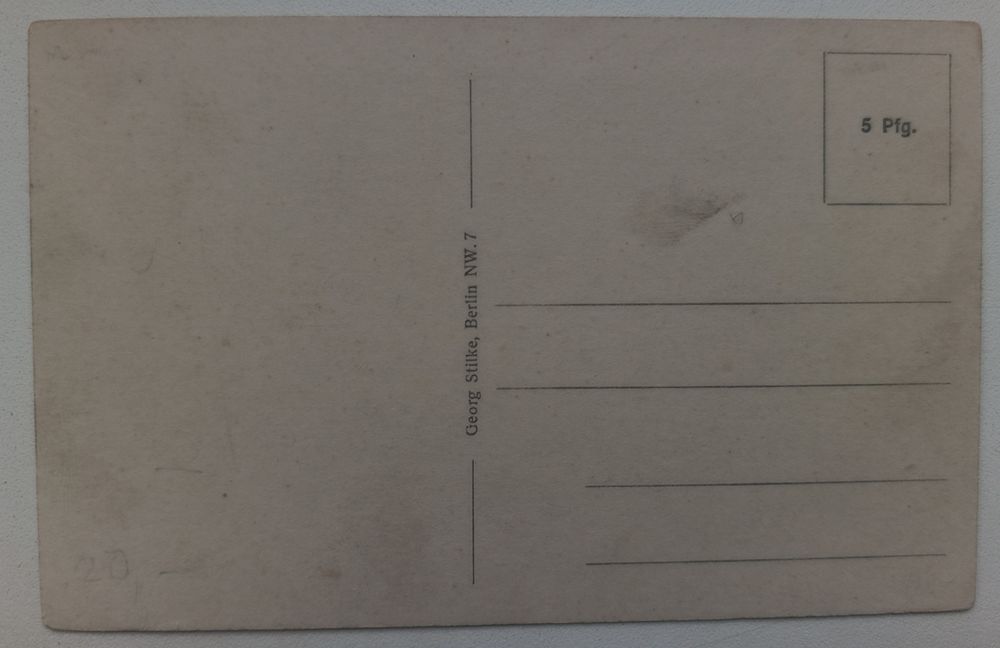 5 Pfg.
Georg Stilke, Berlin NW. 7
20,—